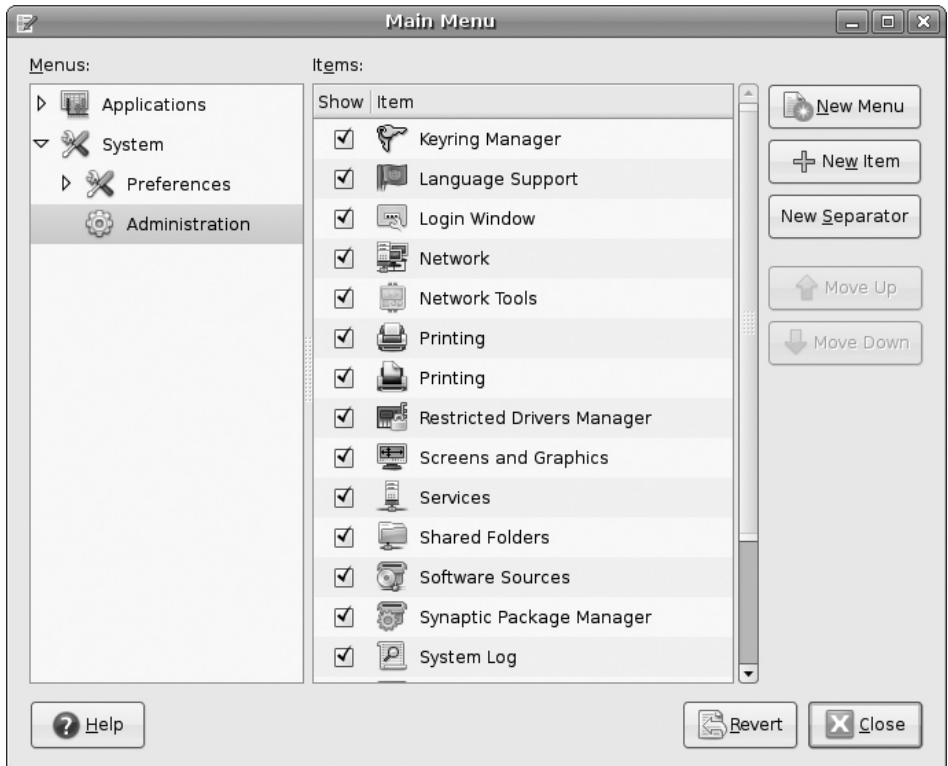 Main Menu
Menus:
Items:
Applications
System
Preferences
Administration
Show Item
Keyring Manager
Language Support
Login Window
Network
Network Tools
Printing
Printing
Restricted Drivers Manager
Screens and Graphics
Services
Shared Folders
Software Sources
Synaptic Package Manager
System Log
New Menu
New Item
New Separator
Move Up
Move Down
Help
Revert
Close